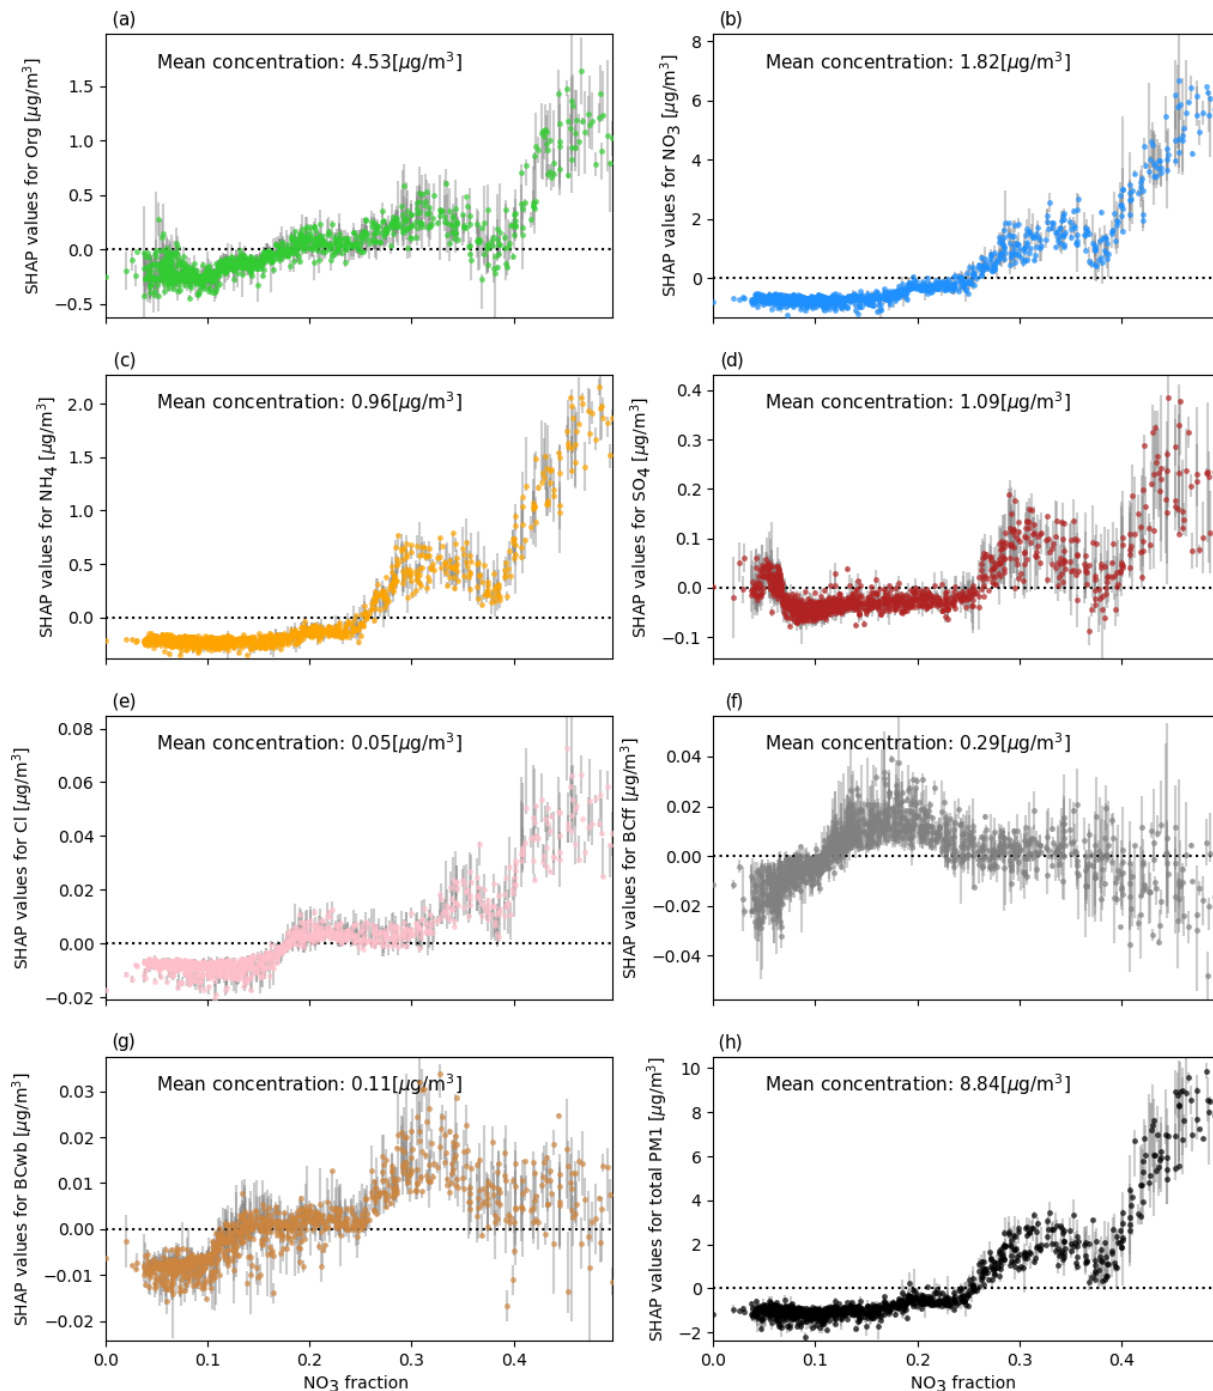 (a)
Mean concentration: 4.53[μg/m³]
SHAP values for Org [μg/m³]
1.5
1.0
0.5
0.0
−0.5
(b)
Mean concentration: 1.82[μg/m³]
SHAP values for NO₃ [μg/m³]
8
6
4
2
0
(c)
Mean concentration: 0.96[μg/m³]
SHAP values for NH₄ [μg/m³]
2.0
1.5
1.0
0.5
0.0
(d)
Mean concentration: 1.09[μg/m³]
SHAP values for SO₄ [μg/m³]
0.4
0.3
0.2
0.1
0.0
−0.1
(e)
Mean concentration: 0.05[μg/m³]
SHAP values for Cl [μg/m³]
0.08
0.06
0.04
0.02
0.00
−0.02
(f)
Mean concentration: 0.29[μg/m³]
SHAP values for BCff [μg/m³]
0.04
0.02
0.00
−0.02
−0.04
(g)
Mean concentration: 0.11[μg/m³]
SHAP values for BCwb [μg/m³]
0.03
0.02
0.01
0.00
−0.01
−0.02
0.0 0.1 0.2 0.3 0.4
NO₃ fraction
(h)
Mean concentration: 8.84[μg/m³]
SHAP values for total PM1 [μg/m³]
10
8
6
4
2
0
−2
0.0 0.1 0.2 0.3 0.4
NO₃ fraction